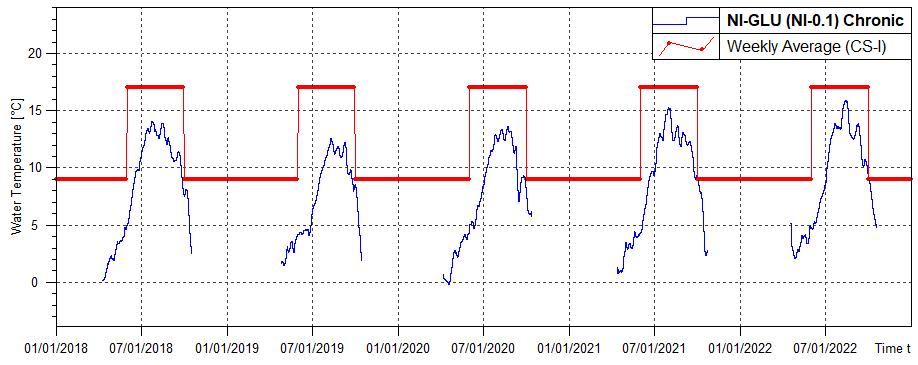 NI-GLU (NI-0.1) Chronic
Weekly Average (CS-I)
Water Temperature [°C]
20
15
10
5
0
01/01/2018 07/01/2018 01/01/2019 07/01/2019 01/01/2020 07/01/2020 01/01/2021 07/01/2021 01/01/2022 07/01/2022 Time t